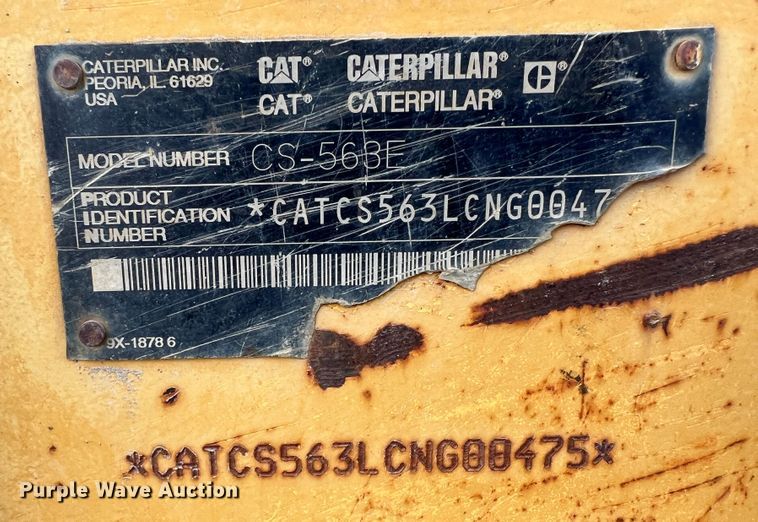 CATERPILLAR INC.
PEORIA, IL 61629
USA
CAT® CATERPILLAR® C®
CAT® CATERPILLAR®
MODEL NUMBER CS-563E
PRODUCT
IDENTIFICATION
NUMBER
*CATCS563LCNG0047
9X-1878 6
*CATCS563LCNG00475*
Purple Wave Auction